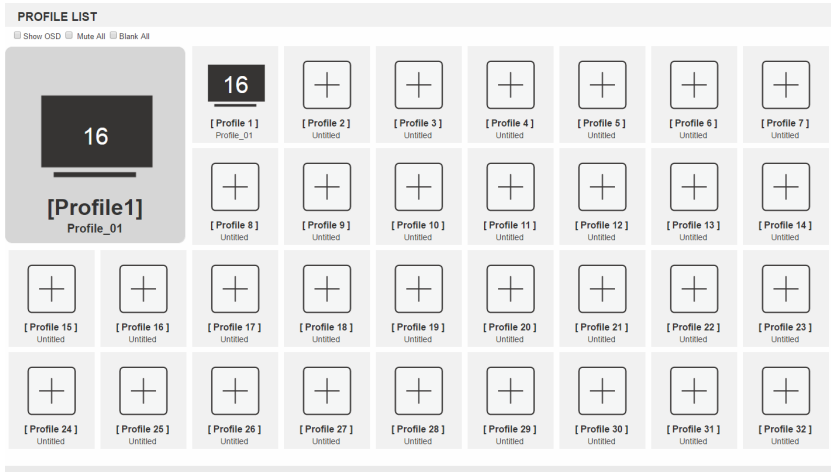 PROFILE LIST
Show OSD Mute All Blank All
16
[Profile1]
Profile_01
16
[ Profile 1 ]
Profile_01
[ Profile 2 ]
Untitled
[ Profile 3 ]
Untitled
[ Profile 4 ]
Untitled
[ Profile 5 ]
Untitled
[ Profile 6 ]
Untitled
[ Profile 7 ]
Untitled
[ Profile 8 ]
Untitled
[ Profile 9 ]
Untitled
[ Profile 10 ]
Untitled
[ Profile 11 ]
Untitled
[ Profile 12 ]
Untitled
[ Profile 13 ]
Untitled
[ Profile 14 ]
Untitled
[ Profile 15 ]
Untitled
[ Profile 16 ]
Untitled
[ Profile 17 ]
Untitled
[ Profile 18 ]
Untitled
[ Profile 19 ]
Untitled
[ Profile 20 ]
Untitled
[ Profile 21 ]
Untitled
[ Profile 22 ]
Untitled
[ Profile 23 ]
Untitled
[ Profile 24 ]
Untitled
[ Profile 25 ]
Untitled
[ Profile 26 ]
Untitled
[ Profile 27 ]
Untitled
[ Profile 28 ]
Untitled
[ Profile 29 ]
Untitled
[ Profile 30 ]
Untitled
[ Profile 31 ]
Untitled
[ Profile 32 ]
Untitled